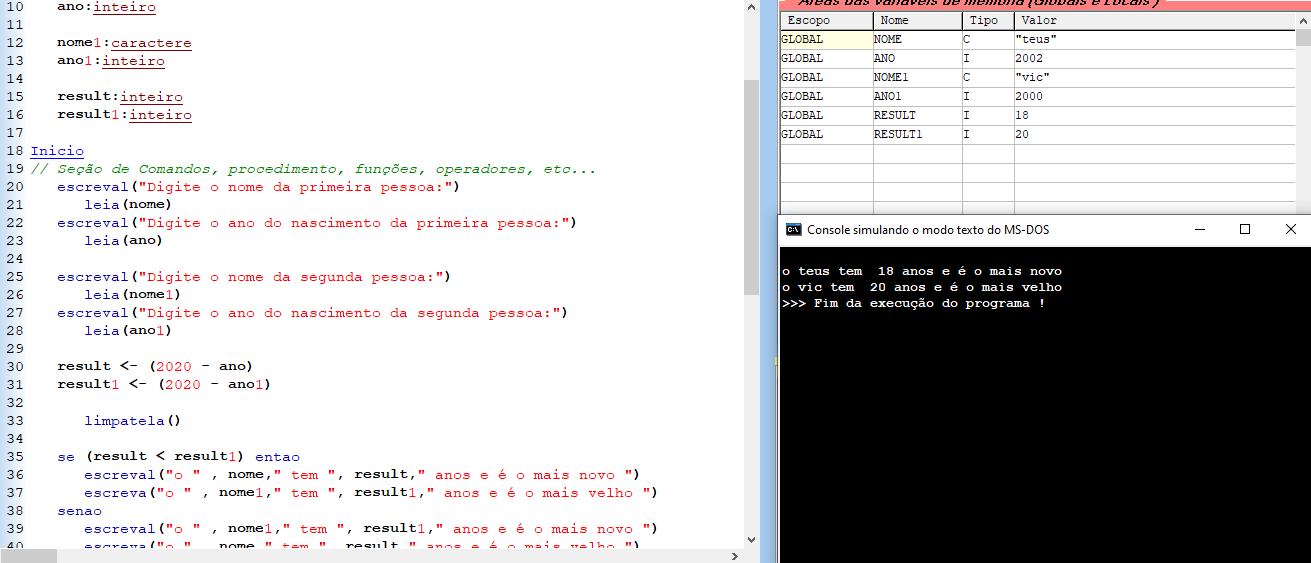 10    ano:inteiro
11
12    nome1:caractere
13    ano1:inteiro
14
15    result:inteiro
16    result1:inteiro
17
18 Inicio
19 // Seção de Comandos, procedimento, funções, operadores, etc...
20    escreval("Digite o nome da primeira pessoa:")
21       leia(nome)
22    escreval("Digite o ano do nascimento da primeira pessoa:")
23       leia(ano)
24
25    escreval("Digite o nome da segunda pessoa:")
26       leia(nome1)
27    escreval("Digite o ano do nascimento da segunda pessoa:")
28       leia(ano1)
29
30    result <- (2020 - ano)
31    result1 <- (2020 - ano1)
32
33       limpatela()
34
35    se (result < result1) entao
36       escreval("o " , nome," tem ", result," anos e é o mais novo ")
37       escreva("o " , nome1," tem ", result1," anos e é o mais velho ")
38    senao
39       escreval("o " , nome1," tem ", result1," anos e é o mais novo ")
40       escreva("o " , nome," tem ", result," anos e é o mais velho ")
Áreas das variáveis de memória (Globais e Locais )
Escopo Nome Tipo Valor
GLOBAL NOME C "teus"
GLOBAL ANO I 2002
GLOBAL NOME1 C "vic"
GLOBAL ANO1 I 2000
GLOBAL RESULT I 18
GLOBAL RESULT1 I 20
C:\ Console simulando o modo texto do MS-DOS
o teus tem  18 anos e é o mais novo
o vic tem  20 anos e é o mais velho
>>> Fim da execução do programa !